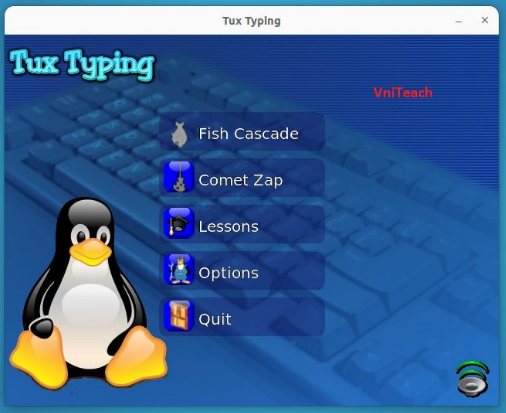 Tux Typing
Tux Typing
VniTeach
Fish Cascade
Comet Zap
Lessons
Options
Quit